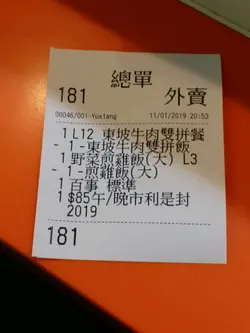 總單
181 外賣
00046/001-Yuxiang 11/01/2019 20:53
1 L12 東坡牛肉雙拼餐
- 1-東坡牛肉雙拼飯
1 野菜煎雞飯(大) L3
- 1-煎雞飯(大)
1 百事 標準
1 $85午/晚市利是封
2019
181